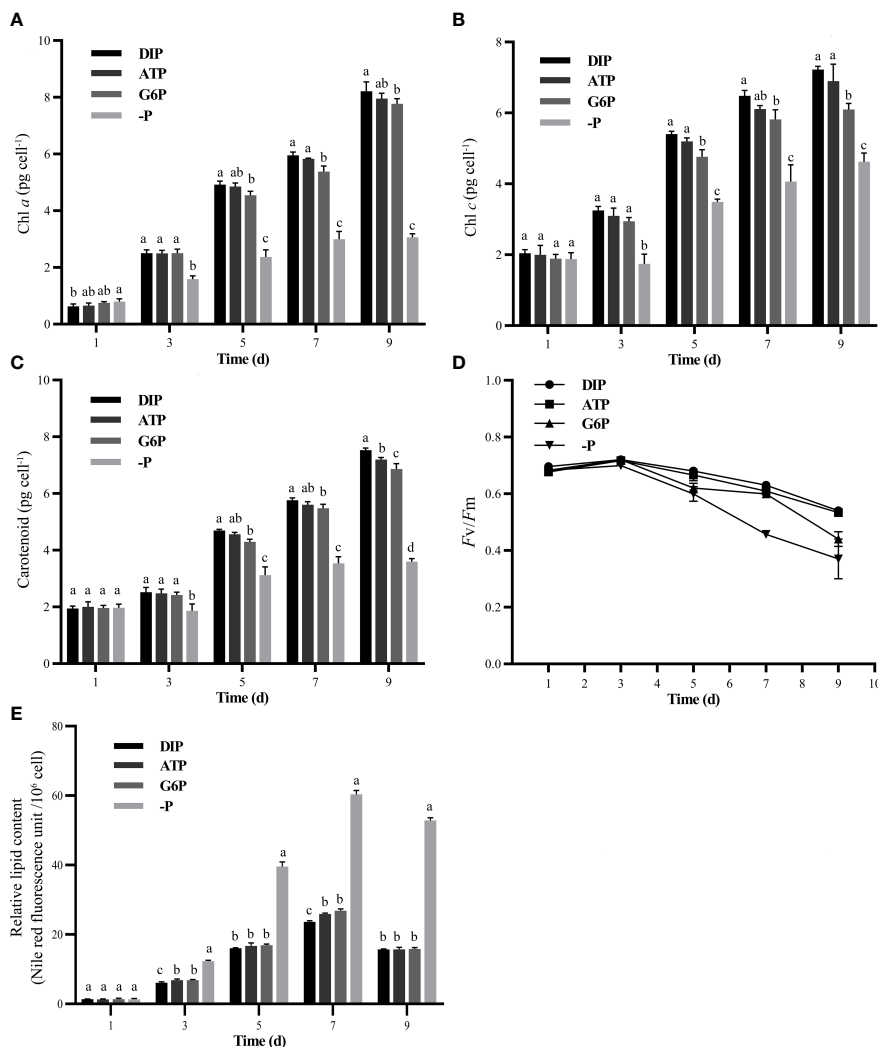 A
10
8
6
4
2
0
Chl a (pg cell-1)
DIP
ATP
G6P
-P
b ab ab a
a a a b
a ab b c
a a b c
a ab b c
1 3 5 7 9
Time (d)
B
8
6
4
2
0
Chl c (pg cell-1)
DIP
ATP
G6P
-P
a a a a
a a a b
a a b c
a ab b c
a a b c
1 3 5 7 9
Time (d)
C
10
8
6
4
2
0
Carotenoid (pg cell-1)
DIP
ATP
G6P
-P
a a a a
a a a b
a ab b c
a ab b c
a b c d
1 3 5 7 9
Time (d)
D
1.0
0.8
0.6
0.4
0.2
0.0
Fv/Fm
DIP
ATP
G6P
-P
1 2 3 4 5 6 7 8 9 10
Time (d)
E
80
60
40
20
0
Relative lipid content
(Nile red fluorescence unit /10⁶ cell)
DIP
ATP
G6P
-P
a a a a
c b b a
b b b a
c b b a
b b b a
1 3 5 7 9
Time (d)